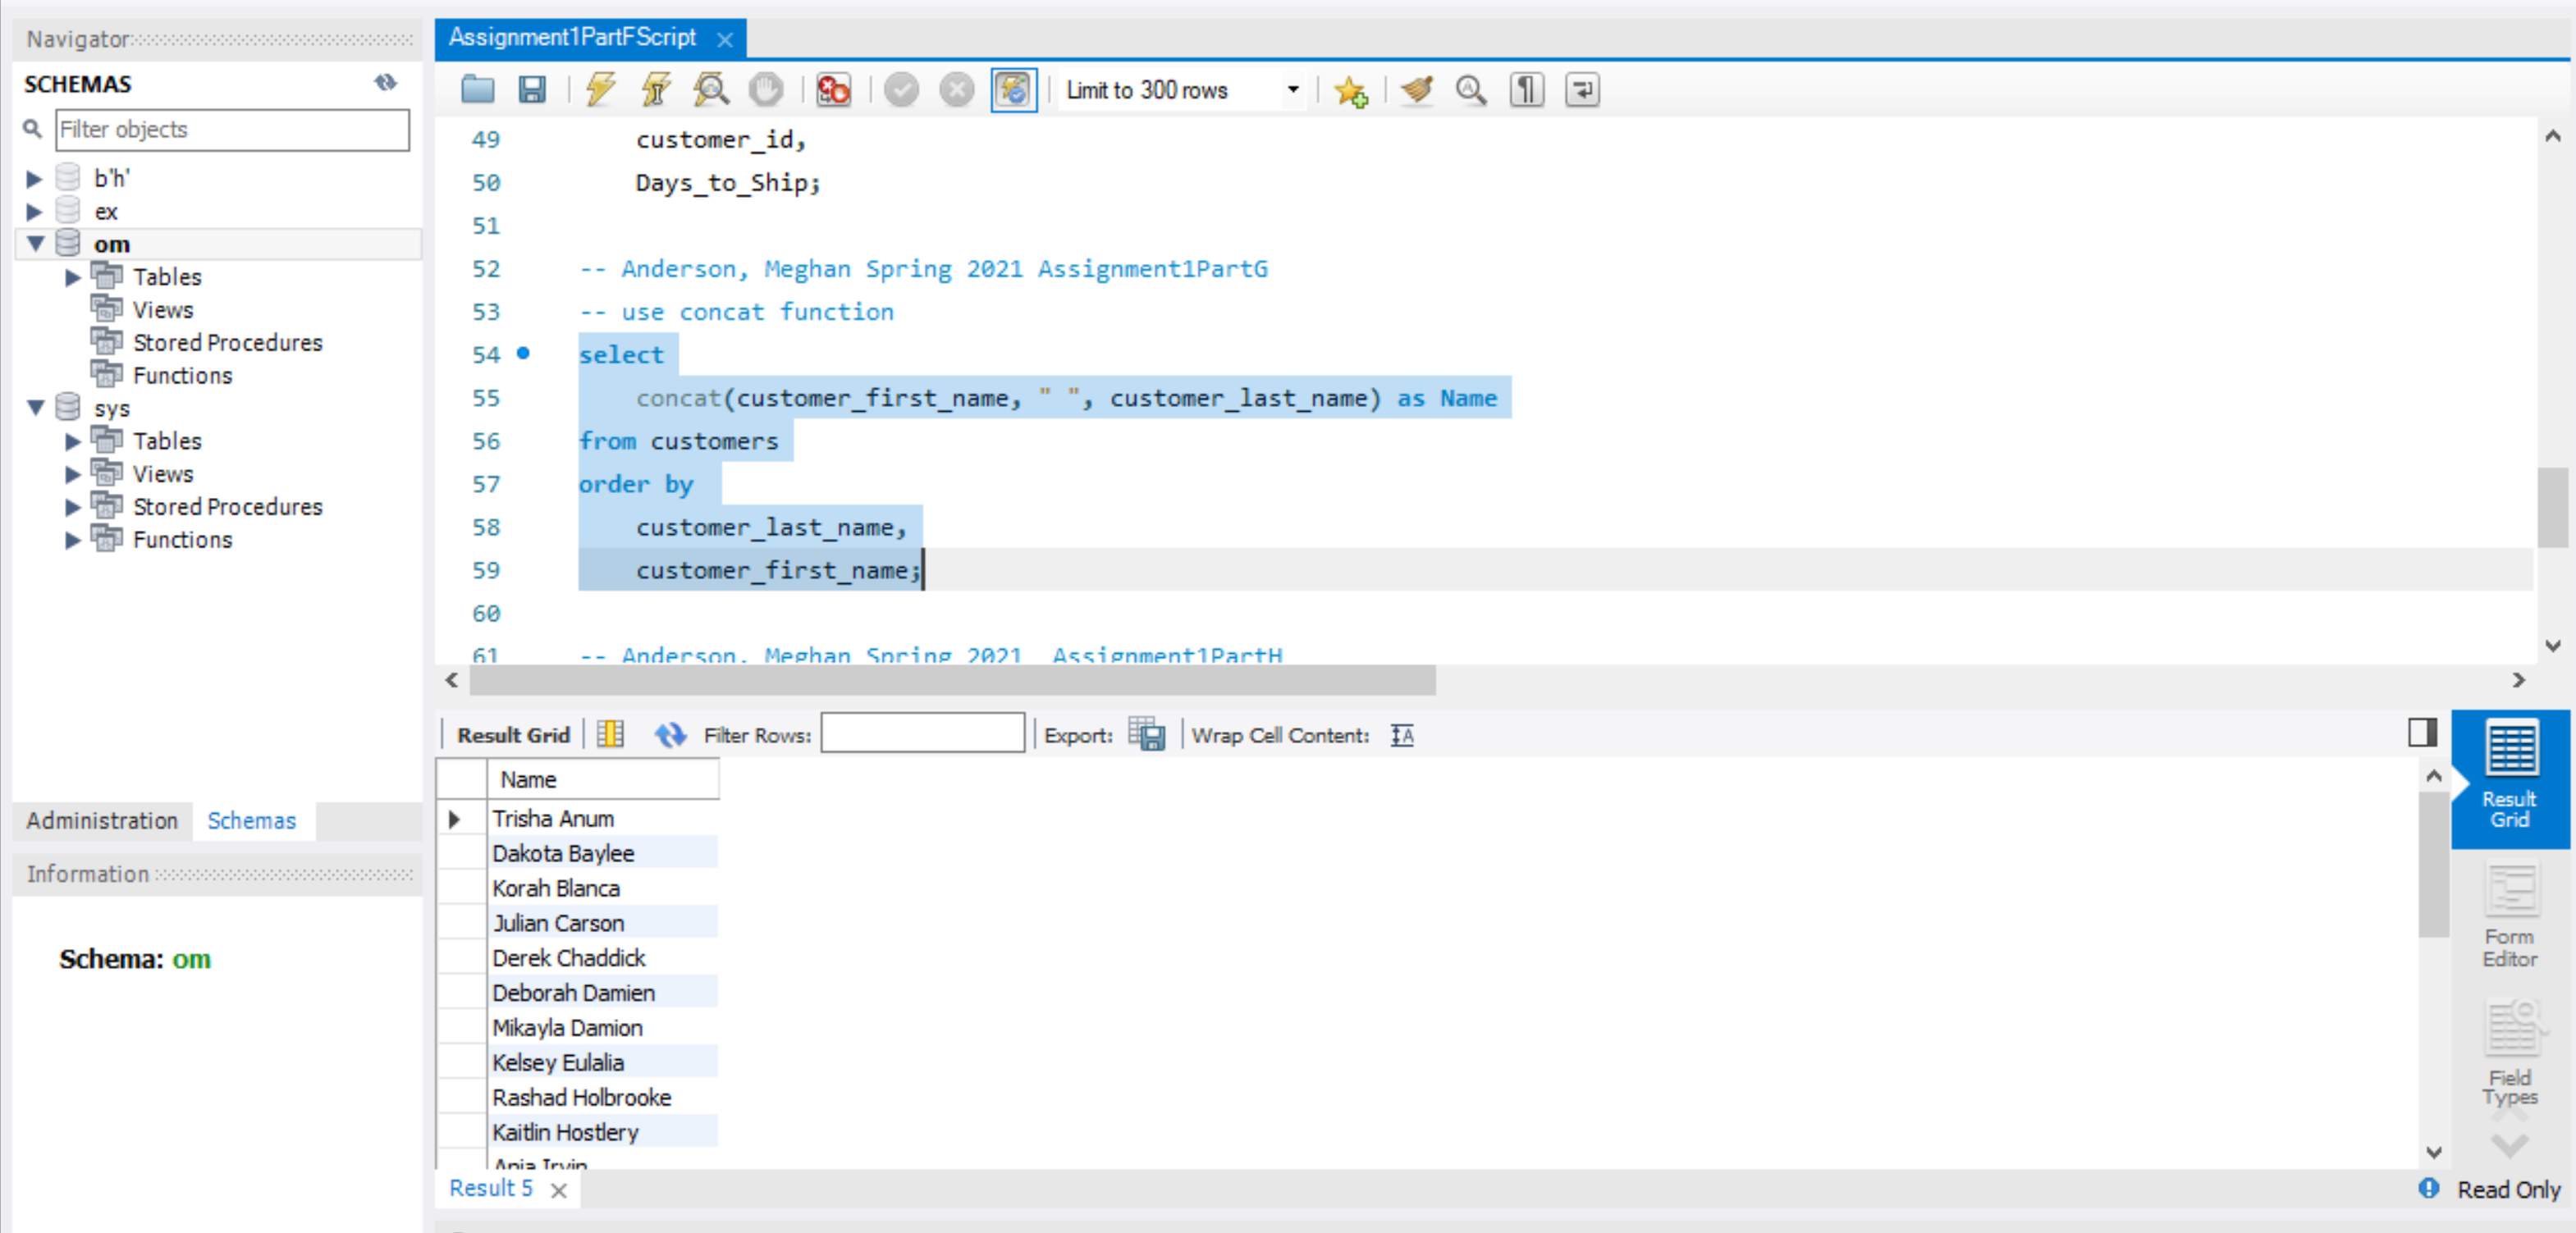 Navigator
SCHEMAS
Filter objects
b'h'
ex
om
Tables
Views
Stored Procedures
Functions
sys
Tables
Views
Stored Procedures
Functions
Administration Schemas
Information
Schema: om
Assignment1PartFScript
Limit to 300 rows
49 customer_id,
50 Days_to_Ship;
51
52 -- Anderson, Meghan Spring 2021 Assignment1PartG
53 -- use concat function
54 select
55 concat(customer_first_name, " ", customer_last_name) as Name
56 from customers
57 order by
58 customer_last_name,
59 customer_first_name;
60
61 -- Anderson, Meghan Spring 2021 Assignment1PartH
Result Grid Filter Rows: Export: Wrap Cell Content:
Name
Trisha Anum
Dakota Baylee
Korah Blanca
Julian Carson
Derek Chaddick
Deborah Damien
Mikayla Damion
Kelsey Eulalia
Rashad Holbrooke
Kaitlin Hostlery
Ania Irvin
Result
Grid
Form
Editor
Field
Types
Result 5
Read Only